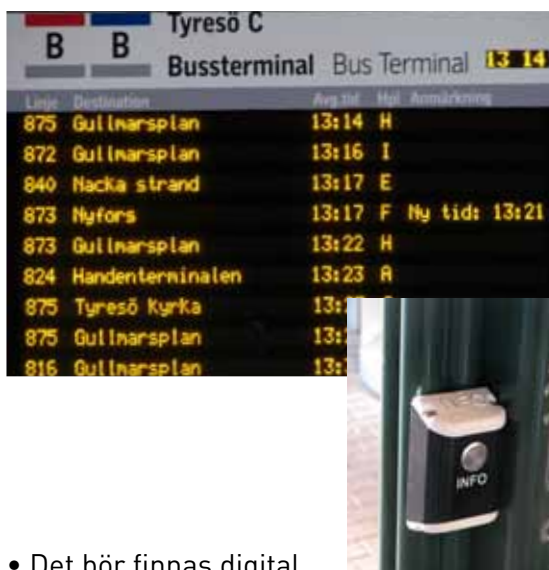 Tyresö C
B B Bussterminal Bus Terminal 13 14
Linje Destination Avg.tid Hpl Anmärkning
875 Gullmarsplan 13:14 H
872 Gullmarsplan 13:16 I
840 Nacka strand 13:17 E
873 Nyfors 13:17 F Ny tid: 13:21
873 Gullmarsplan 13:22 H
824 Handenterminalen 13:23 A
875 Tyresö Kyrka
875 Gullmarsplan
816 Gullmarsplan
INFO
• Det bör finnas digital